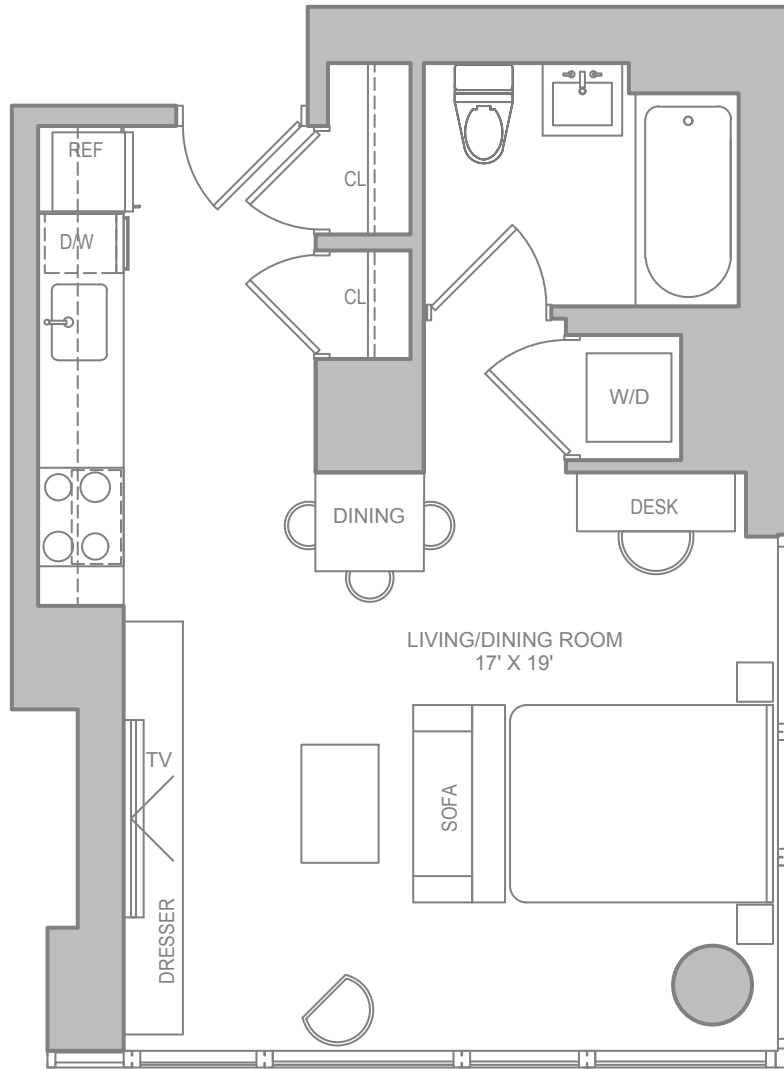 REF
CL
D/W
CL
W/D
DINING
DESK
LIVING/DINING ROOM
17' X 19'
TV
SOFA
DRESSER